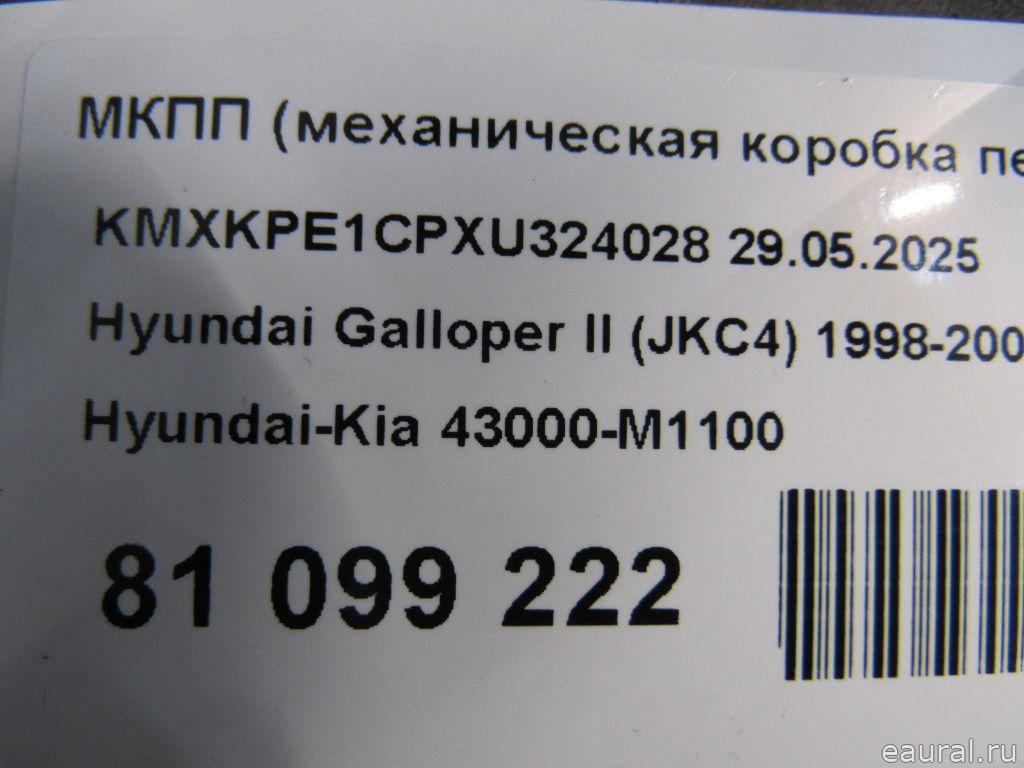 МКПП (механическая коробка пе
KMXKPE1CPXU324028 29.05.2025
Hyundai Galloper II (JKC4) 1998-200
Hyundai-Kia 43000-M1100
81 099 222
eaural.ru